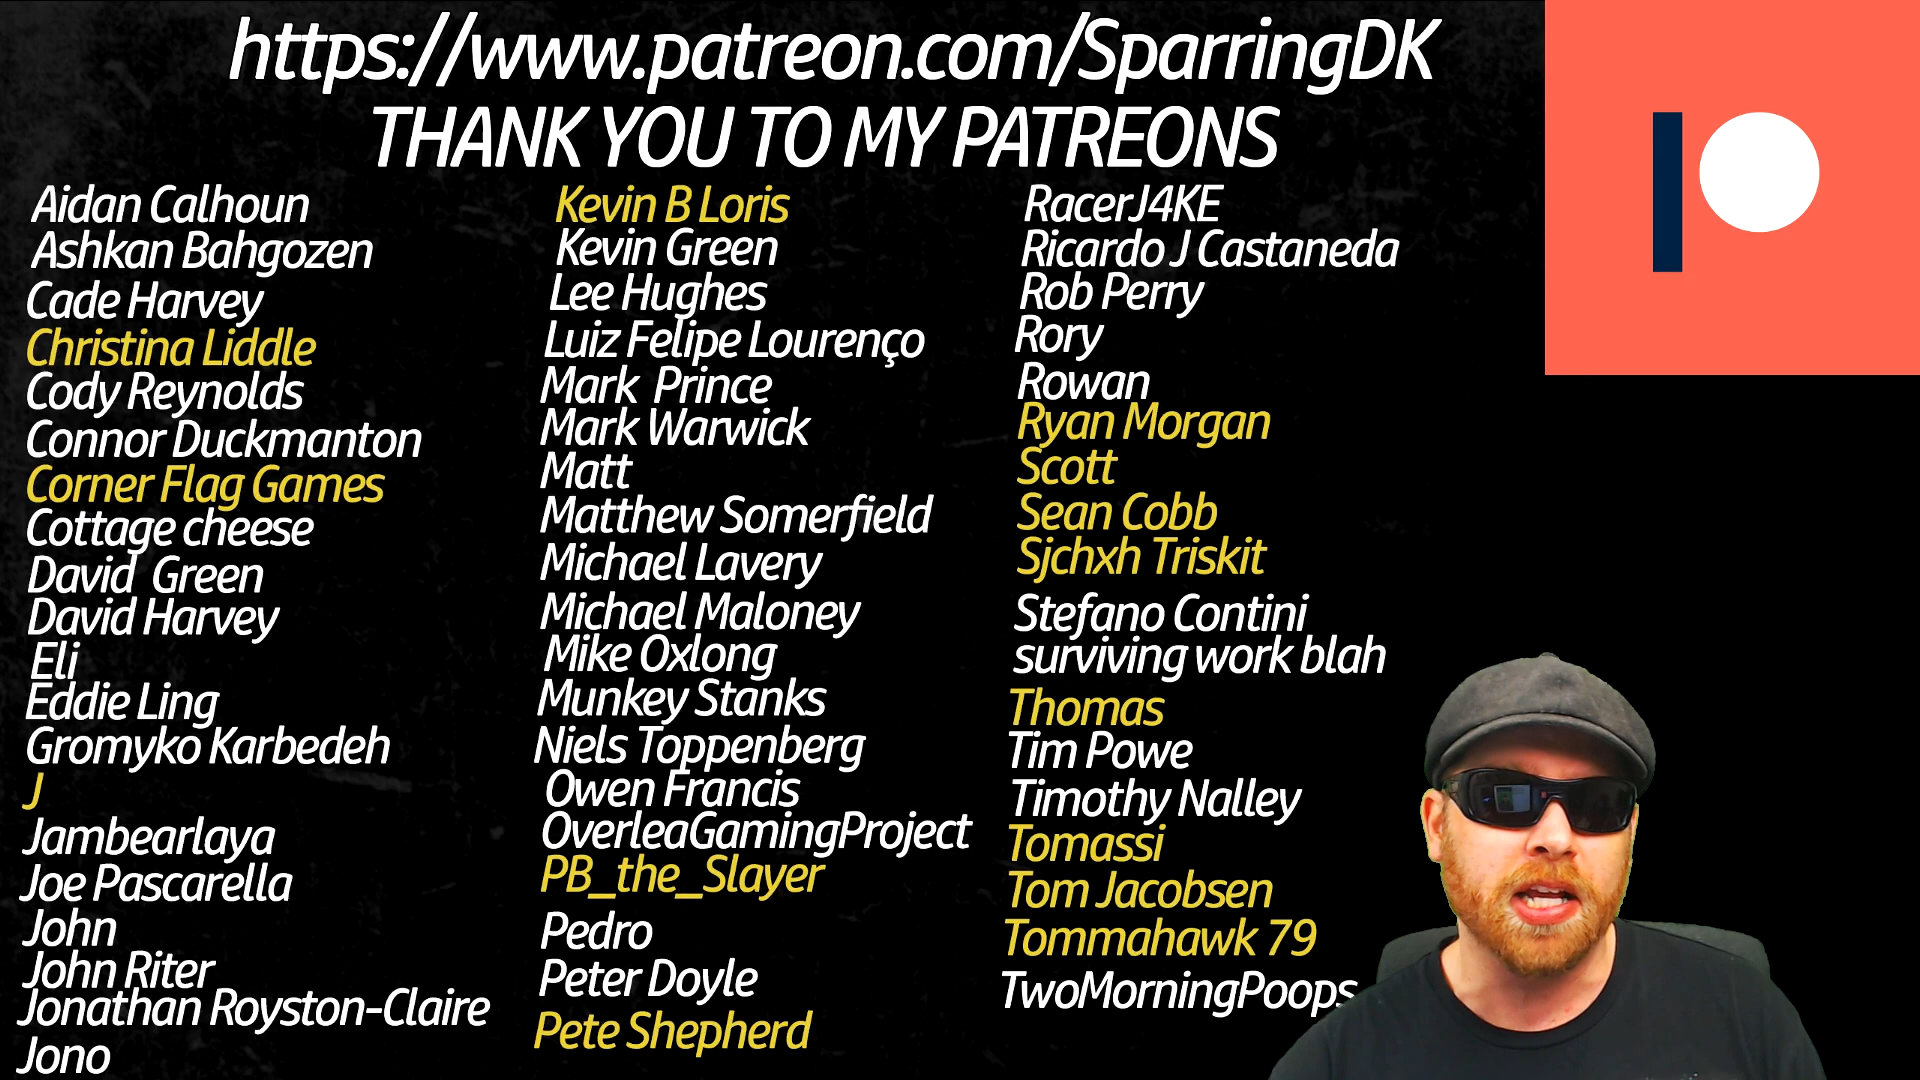 https://www.patreon.com/SparringDK
THANK YOU TO MY PATREONS
Aidan Calhoun
Ashkan Bahgozen
Cade Harvey
Christina Liddle
Cody Reynolds
Connor Duckmanton
Corner Flag Games
Cottage cheese
David  Green
David Harvey
Eli
Eddie Ling
Gromyko Karbedeh
J
Jambearlaya
Joe Pascarella
John
John Riter
Jonathan Royston-Claire
Jono
Kevin B Loris
Kevin Green
Lee Hughes
Luiz Felipe Lourenço
Mark  Prince
Mark Warwick
Matt
Matthew Somerfield
Michael Lavery
Michael Maloney
Mike Oxlong
Munkey Stanks
Niels Toppenberg
Owen Francis
OverleaGamingProject
PB_the_Slayer
Pedro
Peter Doyle
Pete Shepherd
RacerJ4KE
Ricardo J Castaneda
Rob Perry
Rory
Rowan
Ryan Morgan
Scott
Sean Cobb
Sjchxh Triskit
Stefano Contini
surviving work blah
Thomas
Tim Powe
Timothy Nalley
Tomassi
Tom Jacobsen
Tommahawk 79
TwoMorningPoops